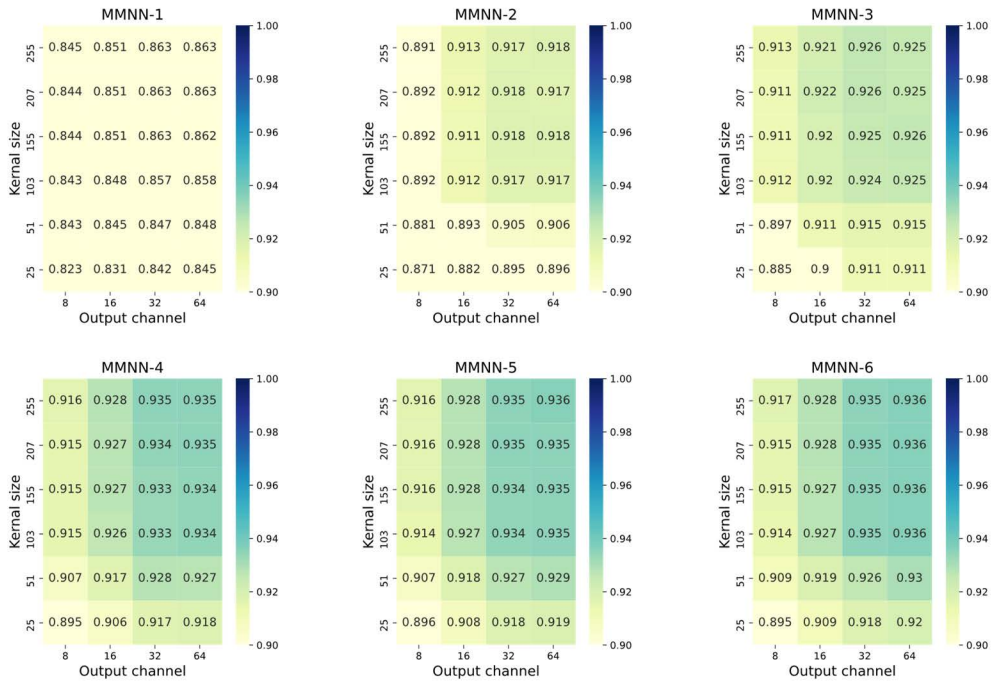 MMNN-1
0.845 0.851 0.863 0.863
0.844 0.851 0.863 0.863
0.844 0.851 0.863 0.862
0.843 0.848 0.857 0.858
0.843 0.845 0.847 0.848
0.823 0.831 0.842 0.845
255
207
155
103
51
25
Kernal size
8 16 32 64
Output channel
1.00
0.98
0.96
0.94
0.92
0.90
MMNN-2
0.891 0.913 0.917 0.918
0.892 0.912 0.918 0.917
0.892 0.911 0.918 0.918
0.892 0.912 0.917 0.917
0.881 0.893 0.905 0.906
0.871 0.882 0.895 0.896
255
207
155
103
51
25
Kernal size
8 16 32 64
Output channel
1.00
0.98
0.96
0.94
0.92
0.90
MMNN-3
0.913 0.921 0.926 0.925
0.911 0.922 0.926 0.925
0.911 0.92 0.925 0.926
0.912 0.92 0.924 0.925
0.897 0.911 0.915 0.915
0.885 0.9 0.911 0.911
255
207
155
103
51
25
Kernal size
8 16 32 64
Output channel
1.00
0.98
0.96
0.94
0.92
0.90
MMNN-4
0.916 0.928 0.935 0.935
0.915 0.927 0.934 0.935
0.915 0.927 0.933 0.934
0.915 0.926 0.933 0.934
0.907 0.917 0.928 0.927
0.895 0.906 0.917 0.918
255
207
155
103
51
25
Kernal size
8 16 32 64
Output channel
1.00
0.98
0.96
0.94
0.92
0.90
MMNN-5
0.916 0.928 0.935 0.936
0.916 0.928 0.935 0.935
0.916 0.928 0.934 0.935
0.914 0.927 0.934 0.935
0.907 0.918 0.927 0.929
0.896 0.908 0.918 0.919
255
207
155
103
51
25
Kernal size
8 16 32 64
Output channel
1.00
0.98
0.96
0.94
0.92
0.90
MMNN-6
0.917 0.928 0.935 0.936
0.915 0.928 0.935 0.936
0.915 0.927 0.935 0.936
0.914 0.927 0.935 0.936
0.909 0.919 0.926 0.93
0.895 0.909 0.918 0.92
255
207
155
103
51
25
Kernal size
8 16 32 64
Output channel
1.00
0.98
0.96
0.94
0.92
0.90